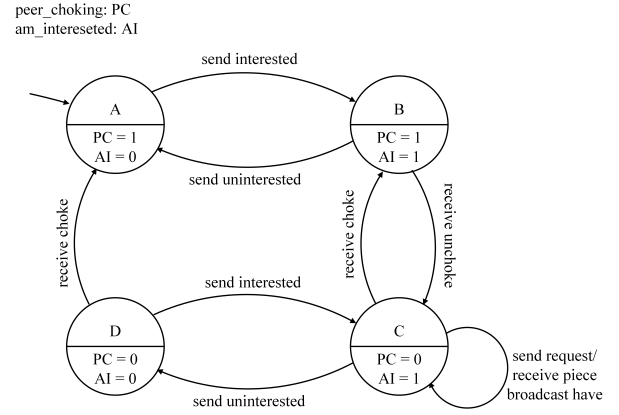 peer_choking: PC
am_intereseted: AI
send interested
A
PC = 1
AI = 0
B
PC = 1
AI = 1
send uninterested
receive choke
receive choke
receive unchoke
send interested
D
PC = 0
AI = 0
C
PC = 0
AI = 1
send uninterested
send request/
receive piece
broadcast have